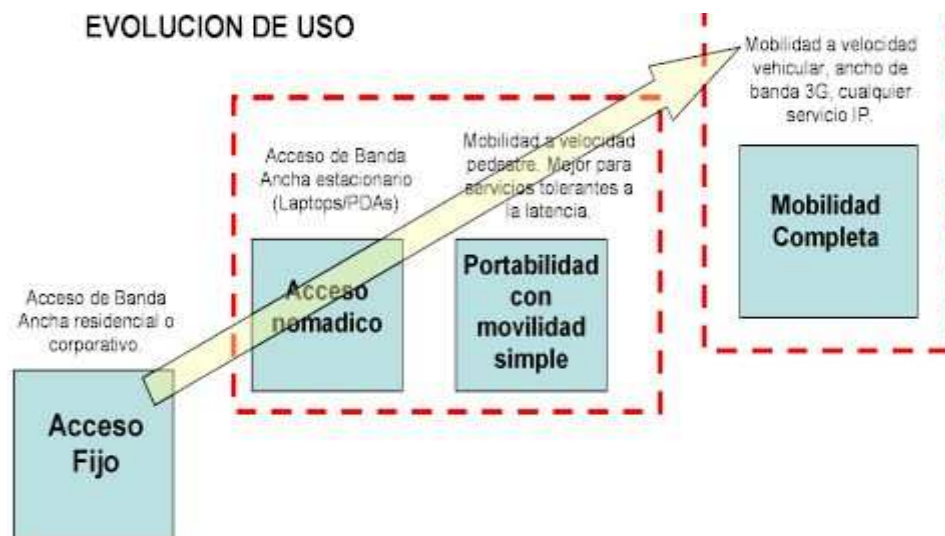 EVOLUCION DE USO
Mobilidad a velocidad
vehicular, ancho de
banda 3G, cualquier
servicio IP.
Mobilidad
Completa
Mobilidad a velocidad
pedestre. Mejor para
servicios tolerantes a
la latencia.
Portabilidad
con
movilidad
simple
Acceso de Banda
Ancha estacionario
(Laptops/PDAs)
Acceso
nomadico
Acceso de Banda
Ancha residencial o
corporativo.
Acceso
Fijo